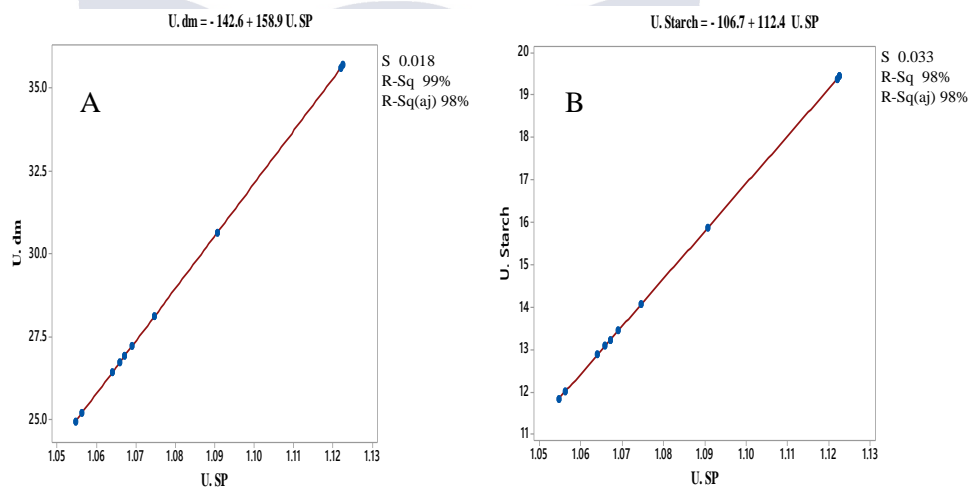 U. dm = - 142.6 + 158.9 U. SP
S 0.018
R-Sq 99%
R-Sq(aj) 98%
A
35.0
32.5
30.0
27.5
25.0
U. dm
1.05 1.06 1.07 1.08 1.09 1.10 1.11 1.12 1.13
U. SP
U. Starch = - 106.7 + 112.4 U. SP
S 0.033
R-Sq 98%
R-Sq(aj) 98%
B
20
19
18
17
16
15
14
13
12
11
U. Starch
1.05 1.06 1.07 1.08 1.09 1.10 1.11 1.12 1.13
U. SP